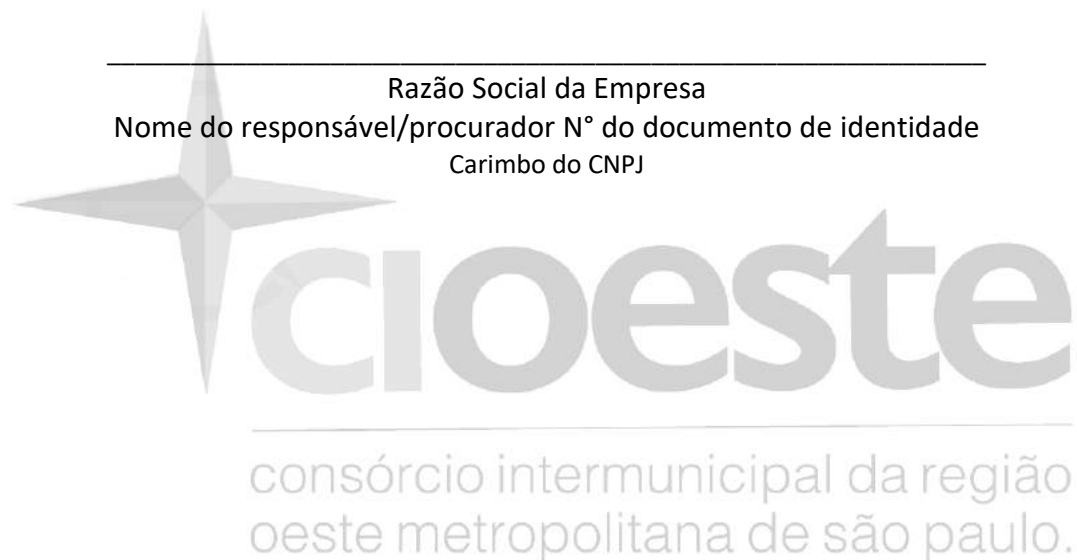 Razão Social da Empresa
Nome do responsável/procurador N° do documento de identidade
Carimbo do CNPJ
cioeste
consórcio intermunicipal da região
oeste metropolitana de são paulo.